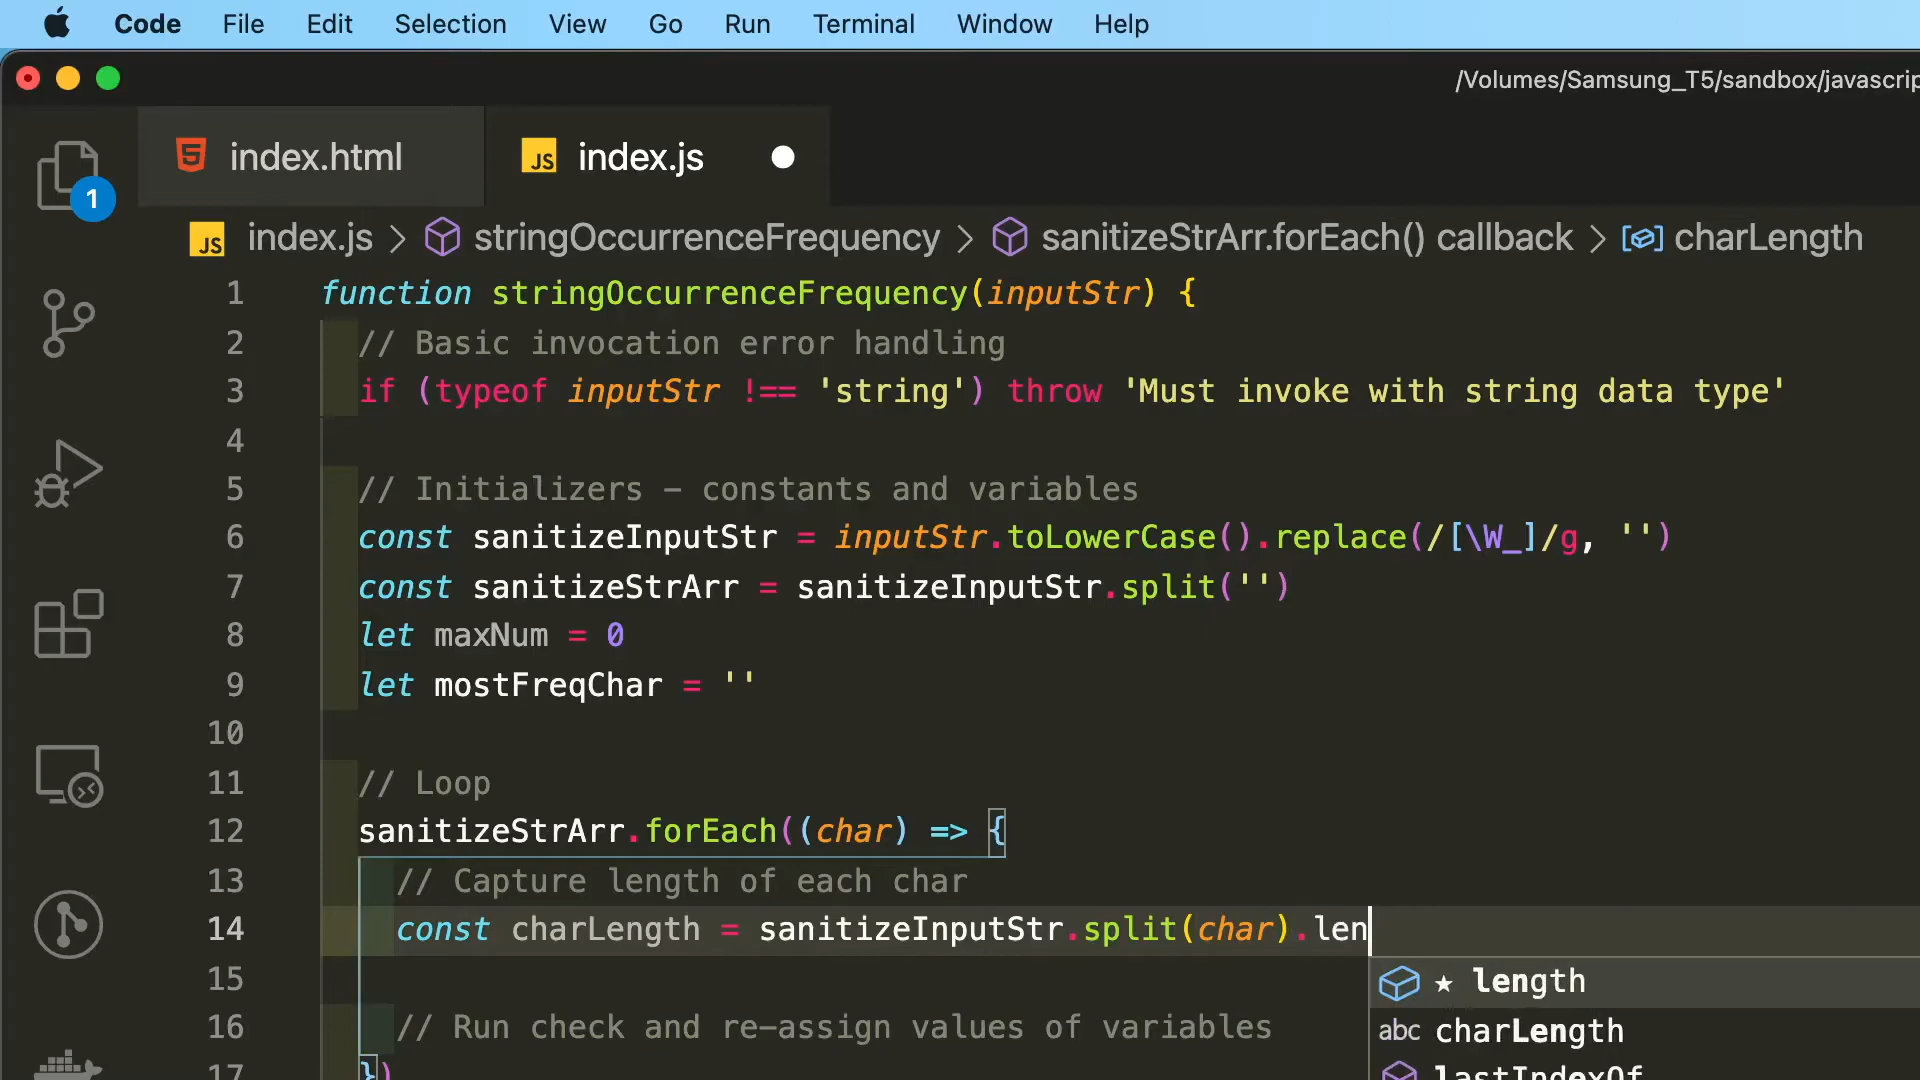 Code File Edit Selection View Go Run Terminal Window Help
/Volumes/Samsung_T5/sandbox/javascrip
5 index.html JS index.js
1
JS index.js > stringOccurrenceFrequency > sanitizeStrArr.forEach() callback > charLength
1 function stringOccurrenceFrequency(inputStr) {
2 // Basic invocation error handling
3 if (typeof inputStr !== 'string') throw 'Must invoke with string data type'
4
5 // Initializers - constants and variables
6 const sanitizeInputStr = inputStr.toLowerCase().replace(/[\W_]/g, '')
7 const sanitizeStrArr = sanitizeInputStr.split('')
8 let maxNum = 0
9 let mostFreqChar = ''
10
11 // Loop
12 sanitizeStrArr.forEach((char) => {
13 // Capture length of each char
14 const charLength = sanitizeInputStr.split(char).len
15
★ length
16 // Run check and re-assign values of variables
abc charLength
17 })
lastIndexOf